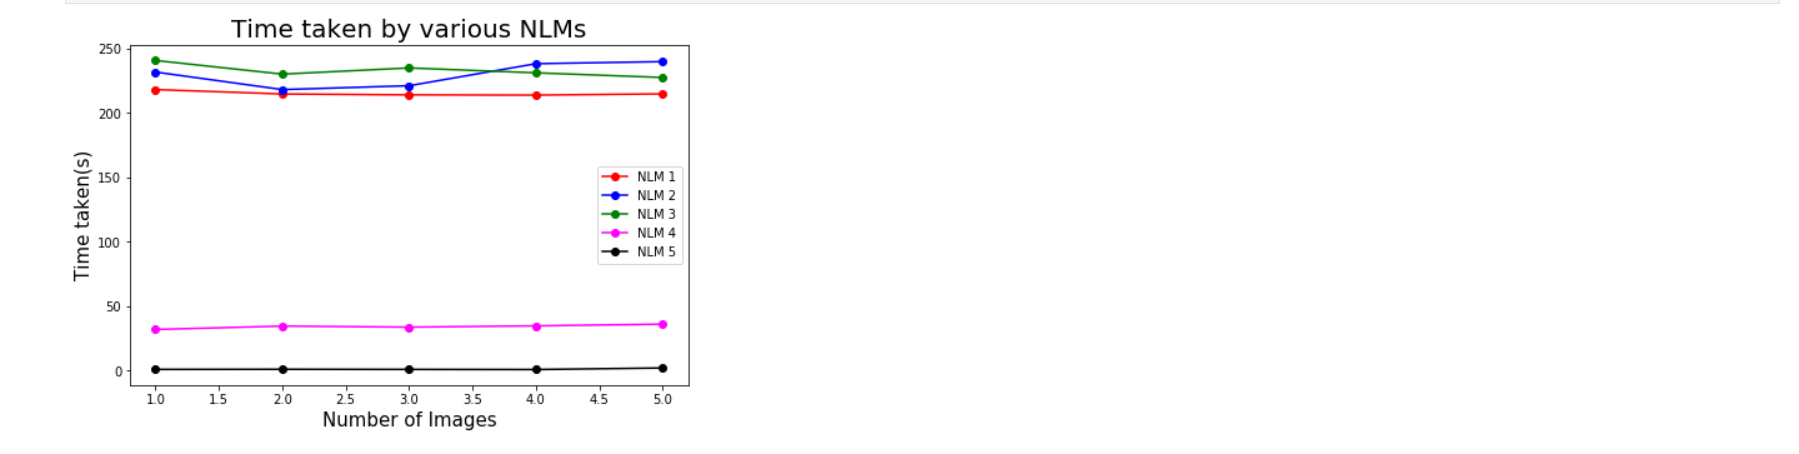 Time taken by various NLMs
250
200
150
100
50
0
Time taken(s)
NLM 1
NLM 2
NLM 3
NLM 4
NLM 5
1.0 1.5 2.0 2.5 3.0 3.5 4.0 4.5 5.0
Number of Images